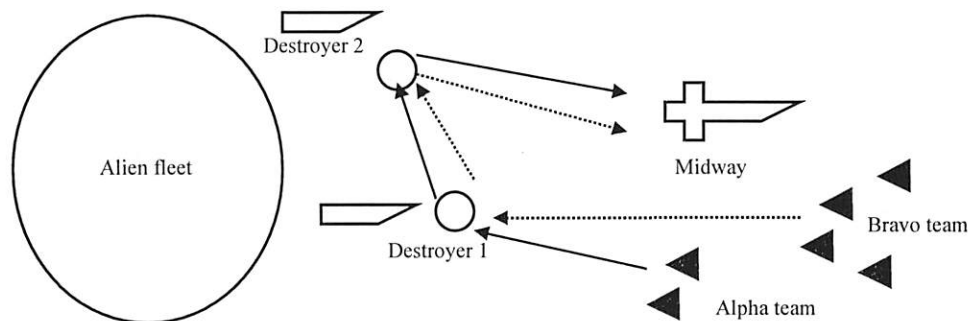 Destroyer 2
Alien fleet
Midway
Bravo team
Destroyer 1
Alpha team